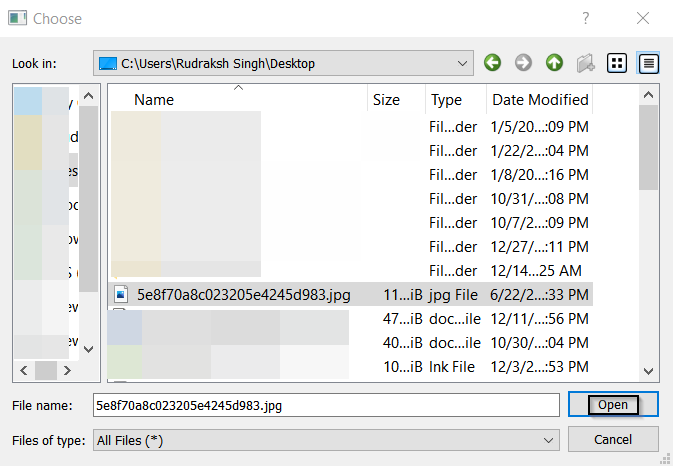 Choose
Look in: C:\Users\Rudraksh Singh\Desktop
Name Size Type Date Modified
Fil...der 1/5/20...:09 PM
Fil...der 1/22/2...:04 PM
Fil...der 1/8/20...:16 PM
Fil...der 10/31/...:08 PM
Fil...der 10/7/2...:09 PM
Fil...der 12/27/...:11 PM
Fil...der 12/14...25 AM
5e8f70a8c023205e4245d983.jpg 11...iB jpg File 6/22/2...:33 PM
47...iB doc...ile 12/11/...:56 PM
40...iB doc...ile 10/30/...:04 PM
10...iB lnk File 12/3/2...:53 PM
File name: 5e8f70a8c023205e4245d983.jpg Open
Files of type: All Files (*) Cancel